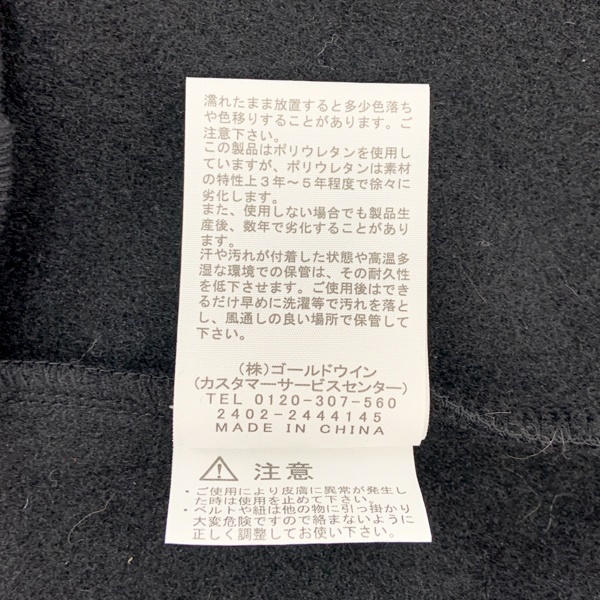 濡れたまま放置すると多少色落ち
や色移りすることがあります。ご
注意下さい。
この製品はポリウレタンを使用し
ていますが、ポリウレタンは素材
の特性上3年～5年程度で徐々に
劣化します。
また、使用しない場合でも製品生
産後、数年で劣化することがあり
ます。
汗や汚れが付着した状態や高温多
湿な環境での保管は、その耐久性
を低下させます。ご使用後はでき
るだけ早めに洗濯等で汚れを落と
し、風通しの良い場所で保管して
下さい。
(株)ゴールドウイン
(カスタマーサービスセンター)
TEL 0120-307-560
2402-2444145
MADE IN CHINA
注意
・ご使用により皮膚に異常が発生し
た時は使用を止めて下さい。
・ベルトや紐は他の物に引っ掛かり
大変危険ですので絡まないように
正しく調整してお使い下さい。